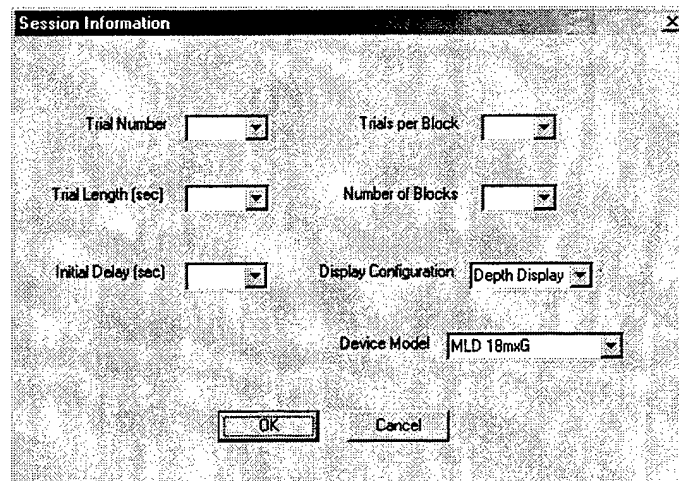 Session Information
Trial Number
Trials per Block
Trial Length (sec)
Number of Blocks
Initial Delay (sec)
Display Configuration Depth Display
Device Model MLD 18mxG
OK Cancel